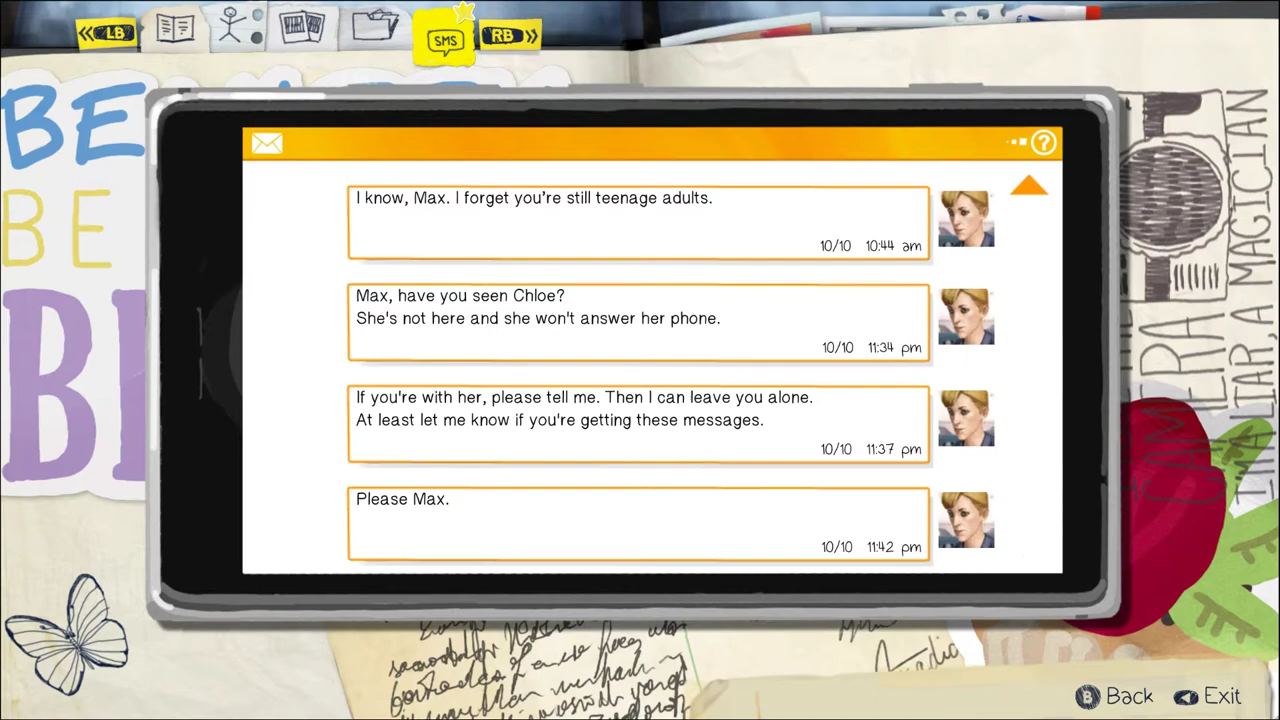 LB
SMS
RB
BE
BE
I know, Max. I forget you're still teenage adults.
10/10 10:44 am
Max, have you seen Chloe?
She's not here and she won't answer her phone.
10/10 11:34 pm
If you're with her, please tell me. Then I can leave you alone.
At least let me know if you're getting these messages.
10/10 11:37 pm
Please Max.
10/10 11:42 pm
LIAR, A MAGICIAN
B Back
Exit